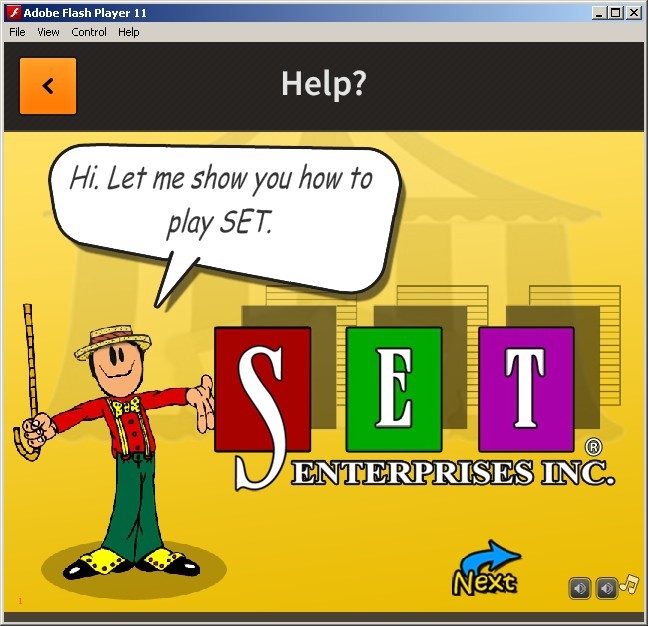 Adobe Flash Player 11
File View Control Help
Help?
Hi. Let me show you how to
play SET.
SET®
ENTERPRISES INC.
Next
1